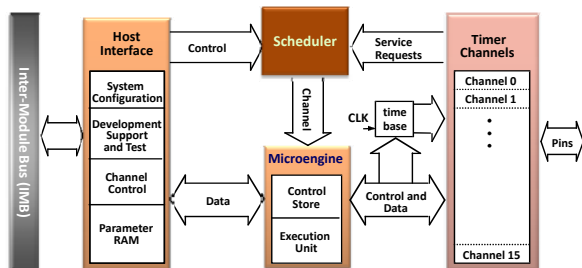 Inter-Module Bus (IMB)
Host
Interface
System
Configuration
Development
Support
and Test
Channel
Control
Parameter
RAM
Control
Scheduler
Service
Requests
Channel
CLK
time
base
Microengine
Control
Store
Execution
Unit
Data
Control and
Data
Timer
Channels
Channel 0
Channel 1
Channel 15
Pins